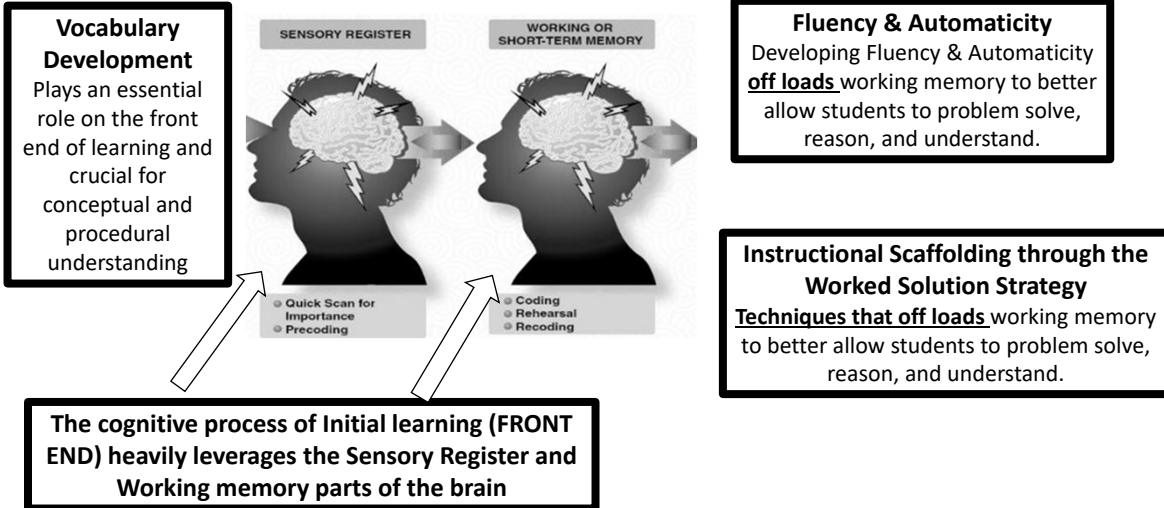 Vocabulary
Development
Plays an essential
role on the front
end of learning and
crucial for
conceptual and
procedural
understanding
SENSORY REGISTER
WORKING OR
SHORT-TERM MEMORY
Quick Scan for
Importance
Precoding
Coding
Rehearsal
Recoding
Fluency & Automaticity
Developing Fluency & Automaticity
off loads working memory to better
allow students to problem solve,
reason, and understand.
Instructional Scaffolding through the
Worked Solution Strategy
Techniques that off loads working memory
to better allow students to problem solve,
reason, and understand.
The cognitive process of Initial learning (FRONT
END) heavily leverages the Sensory Register and
Working memory parts of the brain